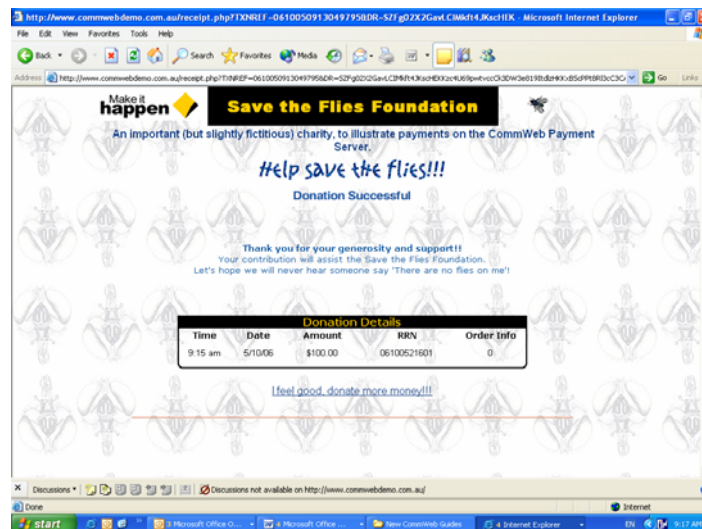 http://www.commwebdemo.com.au/receipt.php?TXNREF=0610050913049795&DR=SZFg02X2GavLCIMkft4JKscHEK - Microsoft Internet Explorer
File Edit View Favorites Tools Help
Back Search Favorites Media
Address Go Links
Make it
happen
Save the Flies Foundation
An important (but slightly fictitious) charity, to illustrate payments on the CommWeb Payment
Server.
Help save the flies!!!
Donation Successful
Thank you for your generosity and support!!
Your contribution will assist the Save the Flies Foundation.
Let's hope we will never hear someone say 'There are no flies on me'!
Donation Details
Time Date Amount RRN Order Info
9:15 am 5/10/06 $100.00 06100521601 0
I feel good, donate more money!!!
Discussions Discussions not available on http://www.commwebdemo.com.au/
Done Internet
start 3 Microsoft Office O... 4 Microsoft Office ... New CommWeb Guides 4 Internet Explorer EN 9:17 AM